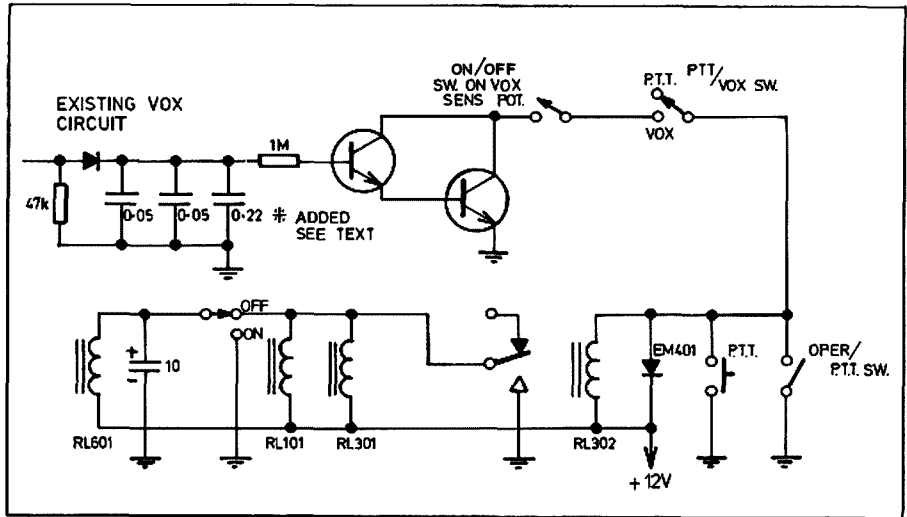 EXISTING VOX
CIRCUIT
ON/OFF
SW. ON VOX
SENS POT.
P.T.T.
PTT/
VOX SW.
VOX
1M
47k
0·05
0·05
0·22
* ADDED
SEE TEXT
OFF
ON
+
-
10
EM401
P.T.T.
OPER/
P.T.T. SW.
RL601
RL101
RL301
RL302
+ 12V